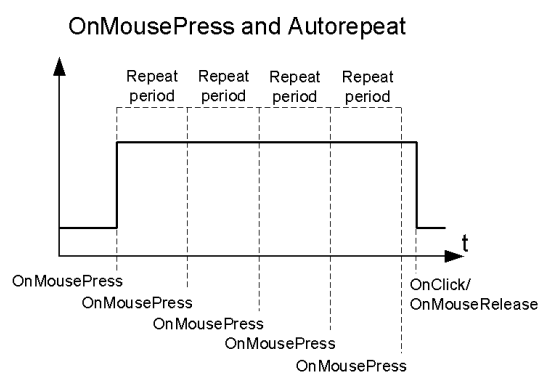 OnMousePress and Autorepeat
Repeat period
Repeat period
Repeat period
Repeat period
t
OnMousePress
OnMousePress
OnMousePress
OnMousePress
OnMousePress
OnClick/
OnMouseRelease